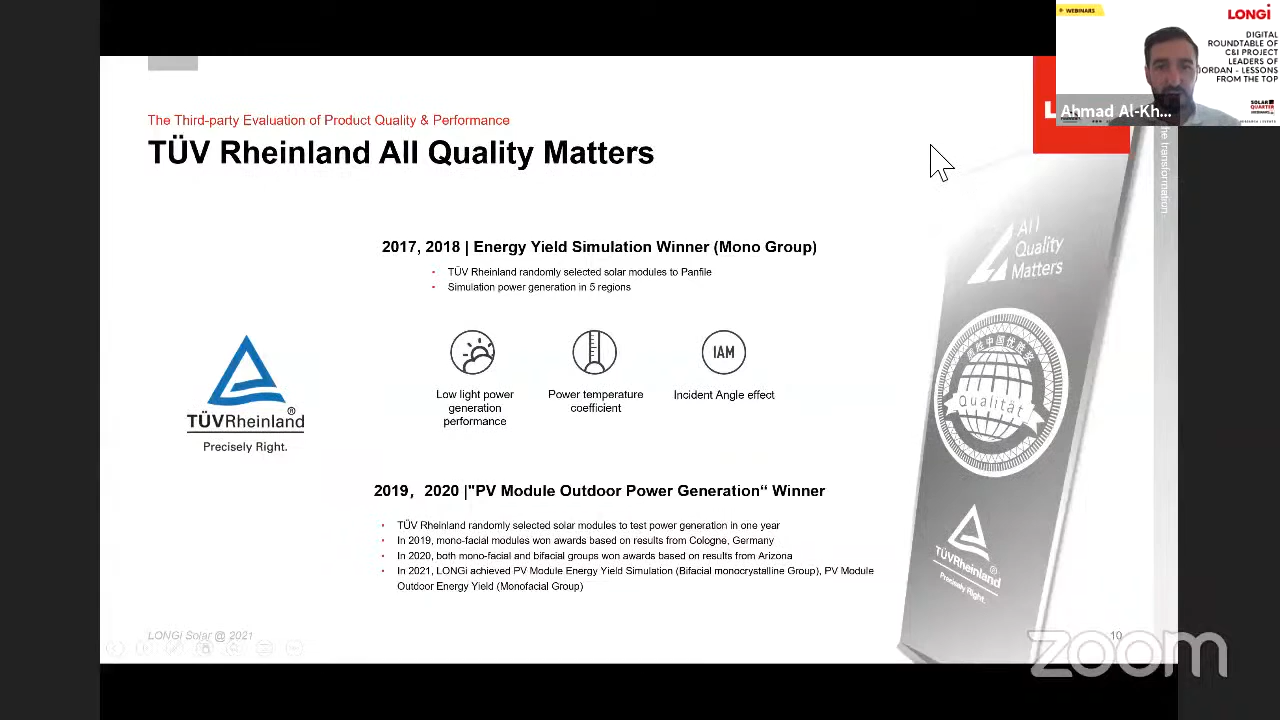 WEBINARS
LONGi
DIGITAL
ROUNDTABLE OF
C&I PROJECT
LEADERS OF
JORDAN - LESSONS
FROM THE TOP
SOLAR
QUARTER
Ahmad Al-Kh...
The Third-party Evaluation of Product Quality & Performance
TÜV Rheinland All Quality Matters
the transformation
2017, 2018 | Energy Yield Simulation Winner (Mono Group)
• TÜV Rheinland randomly selected solar modules to Panfile
• Simulation power generation in 5 regions
IAM
Low light power
generation
performance
Power temperature
coefficient
Incident Angle effect
TÜVRheinland®
Precisely Right.
2019，2020 |"PV Module Outdoor Power Generation“ Winner
• TÜV Rheinland randomly selected solar modules to test power generation in one year
• In 2019, mono-facial modules won awards based on results from Cologne, Germany
• In 2020, both mono-facial and bifacial groups won awards based on results from Arizona
• In 2021, LONGi achieved PV Module Energy Yield Simulation (Bifacial monocrystalline Group), PV Module
Outdoor Energy Yield (Monofacial Group)
All
Quality
Matters
Qualität
TÜVRheinland®
Precisely Right.
LONGi Solar @ 2021
10
zoom